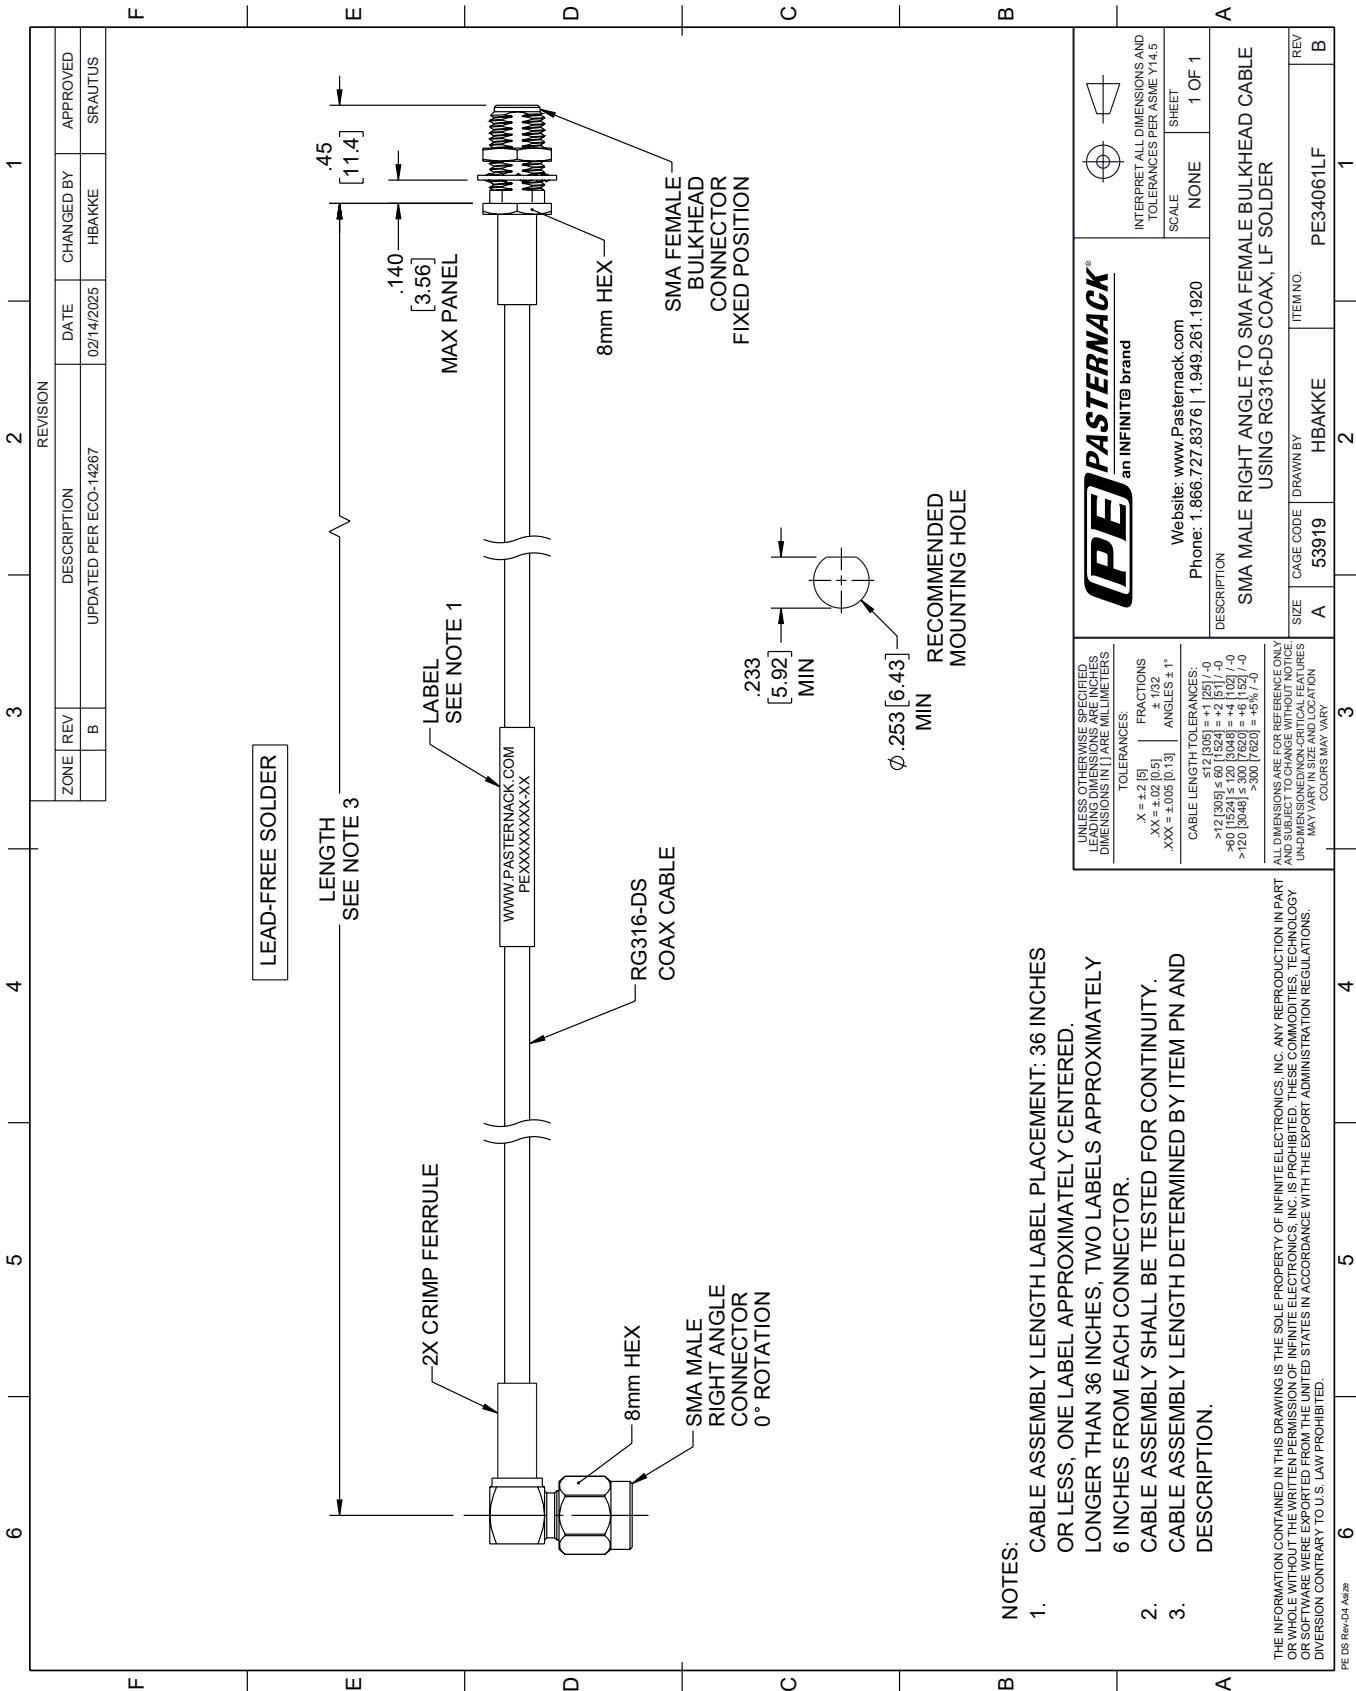 REVISION
ZONE REV DESCRIPTION DATE CHANGED BY APPROVED
B UPDATED PER ECO-14267 02/14/2025 HBAKKE SRAUTUS
6 5 4 3 2 1
F
E
D
C
B
A
F
E
D
C
B
A
LEAD-FREE SOLDER
LENGTH
SEE NOTE 3
.45
[11.4]
.140
[3.56]
MAX PANEL
2X CRIMP FERRULE
LABEL
SEE NOTE 1
WWW.PASTERNACK.COM
PEXXXXXXXX-XX
8mm HEX
SMA MALE
RIGHT ANGLE
CONNECTOR
0° ROTATION
RG316-DS
COAX CABLE
8mm HEX
SMA FEMALE
BULKHEAD
CONNECTOR
FIXED POSITION
.233
[5.92]
MIN
Ø .253 [6.43]
MIN
RECOMMENDED
MOUNTING HOLE
NOTES:
1. CABLE ASSEMBLY LENGTH LABEL PLACEMENT: 36 INCHES
OR LESS, ONE LABEL APPROXIMATELY CENTERED.
LONGER THAN 36 INCHES, TWO LABELS APPROXIMATELY
6 INCHES FROM EACH CONNECTOR.
2. CABLE ASSEMBLY SHALL BE TESTED FOR CONTINUITY.
3. CABLE ASSEMBLY LENGTH DETERMINED BY ITEM PN AND
DESCRIPTION.
THE INFORMATION CONTAINED IN THIS DRAWING IS THE SOLE PROPERTY OF INFINITE ELECTRONICS, INC. ANY REPRODUCTION IN PART
OR WHOLE WITHOUT THE WRITTEN PERMISSION OF INFINITE ELECTRONICS, INC. IS PROHIBITED. THESE COMMODITIES, TECHNOLOGY
OR SOFTWARE WERE EXPORTED FROM THE UNITED STATES IN ACCORDANCE WITH THE EXPORT ADMINISTRATION REGULATIONS.
DIVERSION CONTRARY TO U.S. LAW PROHIBITED.
UNLESS OTHERWISE SPECIFIED
LEADING DIMENSIONS ARE INCHES
DIMENSIONS IN [ ] ARE MILLIMETERS
TOLERANCES:
.X = ±.2 [5] FRACTIONS
.XX = ±.02 [0.5] ± 1/32
.XXX = ±.005 [0.13] ANGLES ± 1°
CABLE LENGTH TOLERANCES:
≤12 [305] = +1 [25] / -0
>12 [305] ≤ 60 [1524] = +2 [51] / -0
>60 [1524] ≤ 120 [3048] = +4 [102] / -0
>120 [3048] ≤ 300 [7620] = +6 [152] / -0
>300 [7620] = +5% / -0
ALL DIMENSIONS ARE FOR REFERENCE ONLY
AND SUBJECT TO CHANGE WITHOUT NOTICE.
UN-DIMENSIONED/NON-CRITICAL FEATURES
MAY VARY IN SIZE AND LOCATION
COLORS MAY VARY
PE PASTERNACK®
an INFINIT@ brand
Website: www.Pasternack.com
Phone: 1.866.727.8376 | 1.949.261.1920
INTERPRET ALL DIMENSIONS AND
TOLERANCES PER ASME Y14.5
SCALE SHEET
NONE 1 OF 1
DESCRIPTION
SMA MALE RIGHT ANGLE TO SMA FEMALE BULKHEAD CABLE
USING RG316-DS COAX, LF SOLDER
SIZE CAGE CODE DRAWN BY ITEM NO. REV
A 53919 HBAKKE PE34061LF B
6 5 4 3 2 1
PE DS Rev-D4 Asize